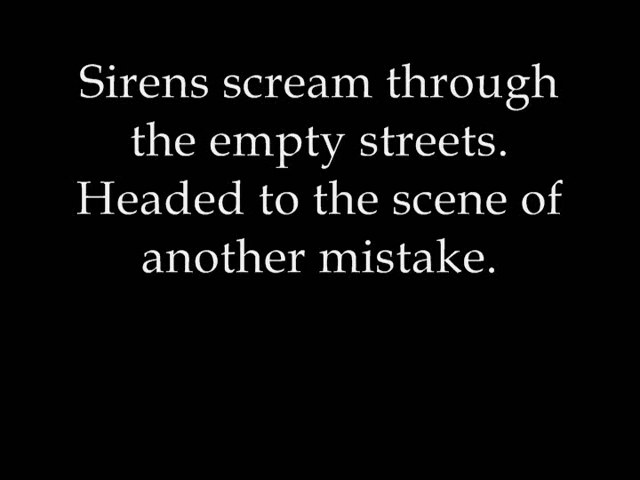 Sirens scream through
the empty streets.
Headed to the scene of
another mistake.